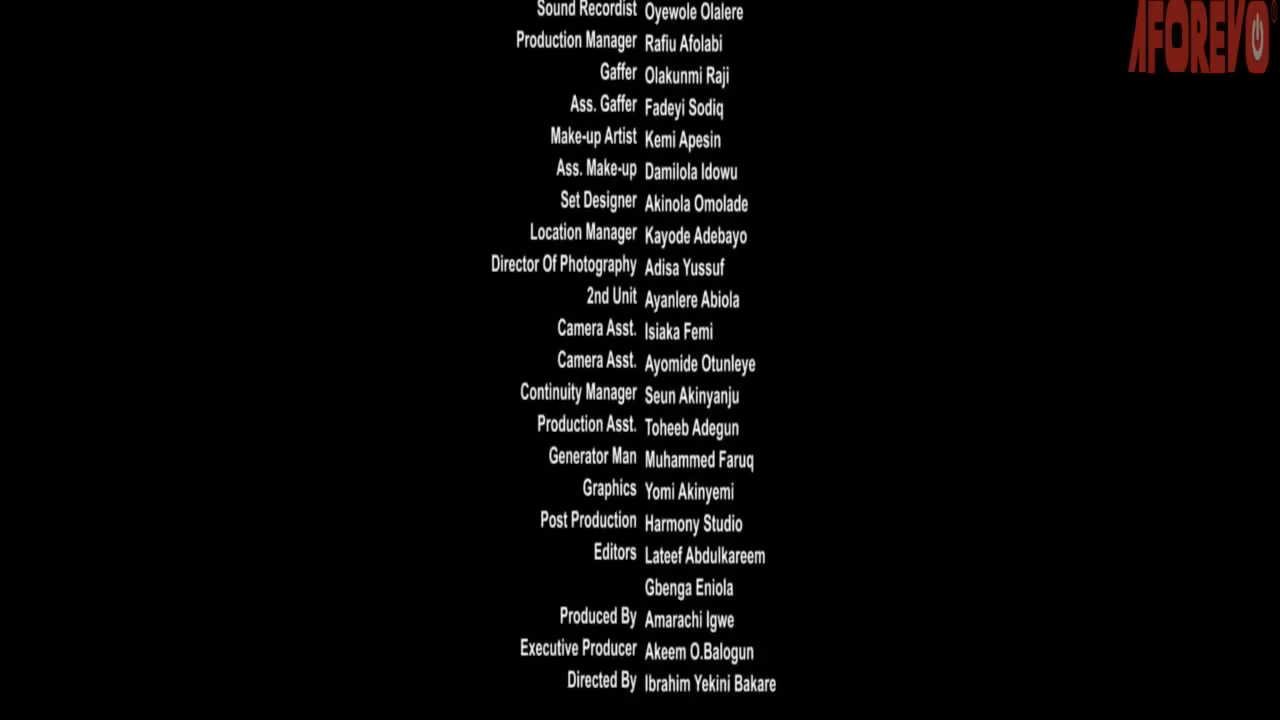 AFOREVO®
Sound Recordist Oyewole Olalere
Production Manager Rafiu Afolabi
Gaffer Olakunmi Raji
Ass. Gaffer Fadeyi Sodiq
Make-up Artist Kemi Apesin
Ass. Make-up Damilola Idowu
Set Designer Akinola Omolade
Location Manager Kayode Adebayo
Director Of Photography Adisa Yussuf
2nd Unit Ayanlere Abiola
Camera Asst. Isiaka Femi
Camera Asst. Ayomide Otunleye
Continuity Manager Seun Akinyanju
Production Asst. Toheeb Adegun
Generator Man Muhammed Faruq
Graphics Yomi Akinyemi
Post Production Harmony Studio
Editors Lateef Abdulkareem
Gbenga Eniola
Produced By Amarachi Igwe
Executive Producer Akeem O.Balogun
Directed By Ibrahim Yekini Bakare